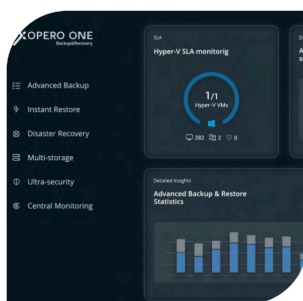 XOPERO ONE
Backup&Recovery
Advanced Backup
Instant Restore
Disaster Recovery
Multi-storage
Ultra-security
Central Monitoring
SLA
Hyper-V SLA monitorig
1/1
Hyper-V VMs
282 2 0
Detailed Insights
Advanced Backup & Restore
Statistics